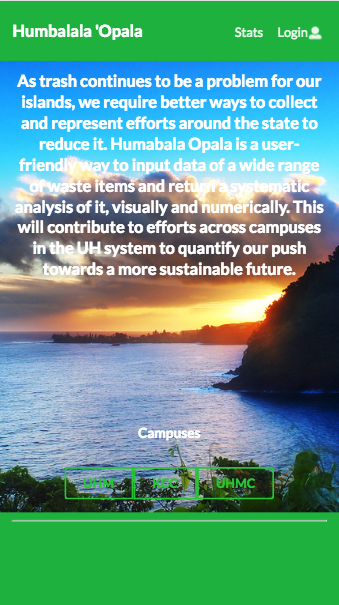 Humbalala 'Opala Stats Login
As trash continues to be a problem for our
islands, we require better ways to collect
and represent efforts around the state to
reduce it. Humabala Opala is a user-
friendly way to input data of a wide range
of waste items and return a systematic
analysis of it, visually and numerically. This
will contribute to efforts across campuses
in the UH system to quantify our push
towards a more sustainable future.
Campuses
UHM KCC UHMC